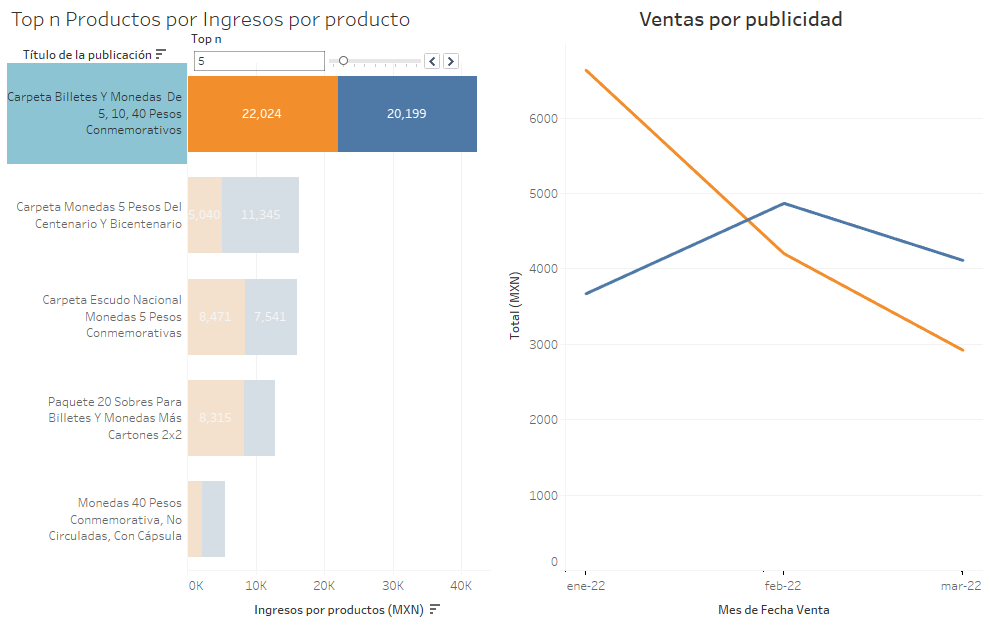 Top n Productos por Ingresos por producto
Top n
Título de la publicación
5
Carpeta Billetes Y Monedas De
5, 10, 40 Pesos
Conmemorativos
22,024
20,199
Carpeta Monedas 5 Pesos Del
Centenario Y Bicentenario
5,040
11,345
Carpeta Escudo Nacional
Monedas 5 Pesos
Conmemorativas
8,471
7,541
Paquete 20 Sobres Para
Billetes Y Monedas Más
Cartones 2x2
8,315
Monedas 40 Pesos
Conmemorativa, No
Circuladas, Con Cápsula
0K
10K
20K
30K
40K
Ingresos por productos (MXN)
Ventas por publicidad
Total (MXN)
6000
5000
4000
3000
2000
1000
0
ene-22
feb-22
mar-22
Mes de Fecha Venta